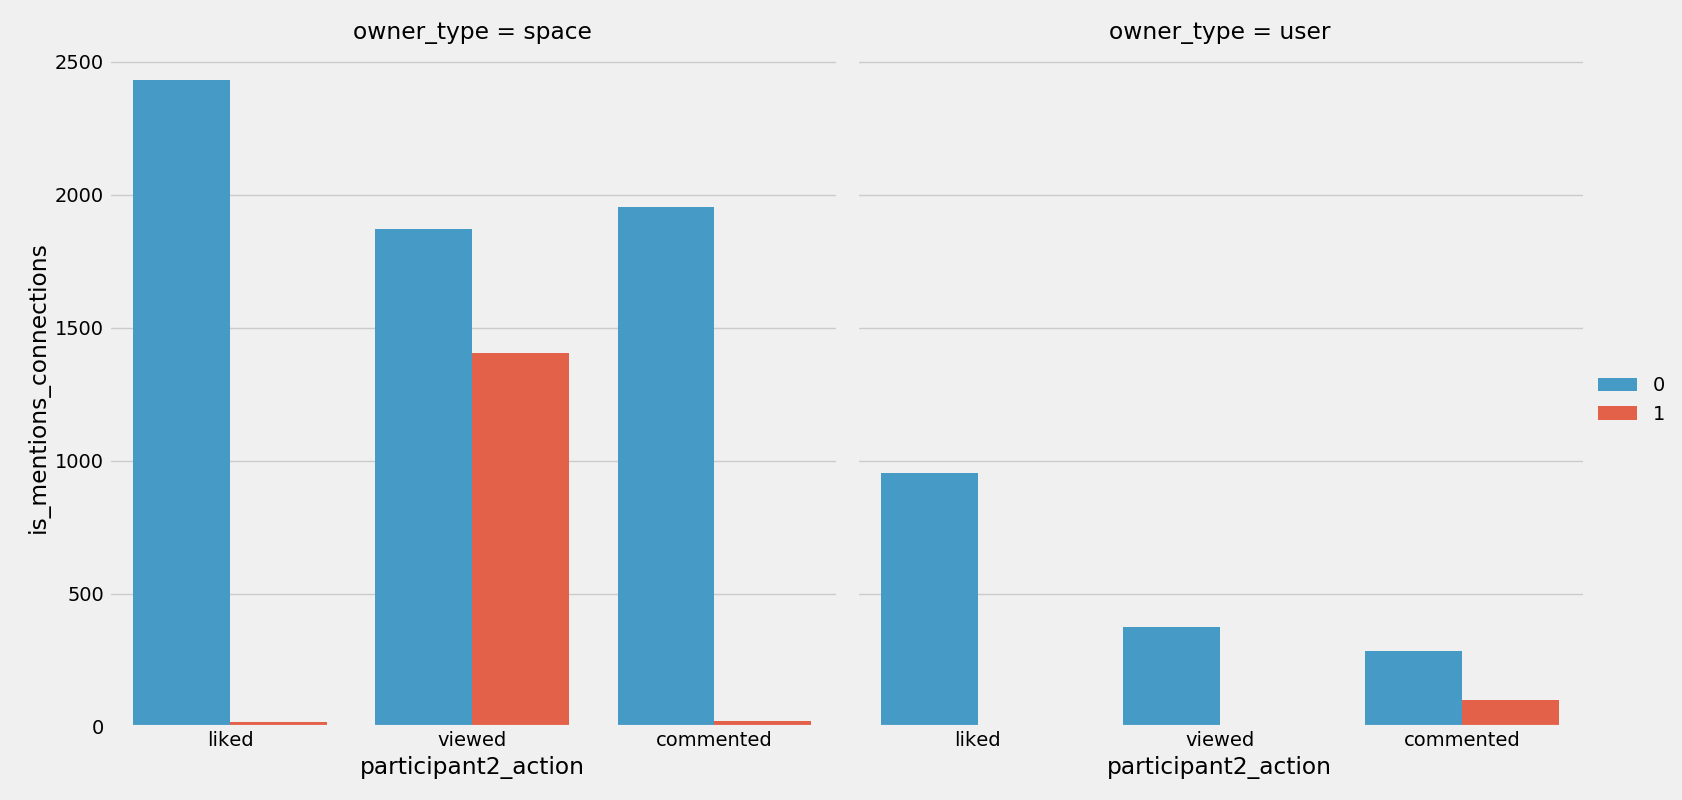 owner_type = space
owner_type = user
2500
2000
1500
1000
500
0
is_mentions_connections
liked
viewed
commented
liked
viewed
commented
participant2_action
participant2_action
0
1